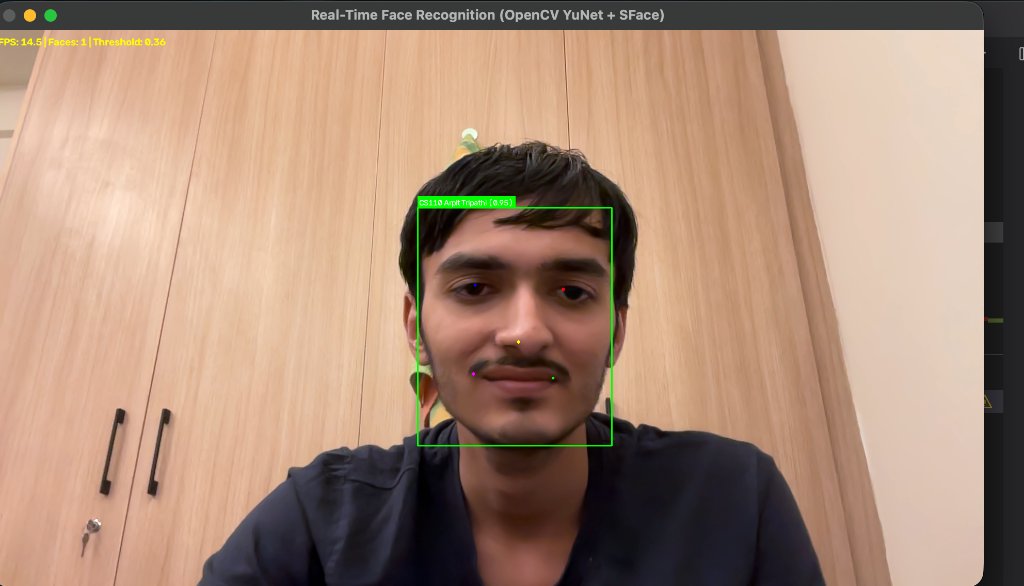 Real-Time Face Recognition (OpenCV YuNet + SFace)
FPS: 14.5 | Faces: 1 | Threshold: 0.36
CS110 Arpit Tripathi (0.95)